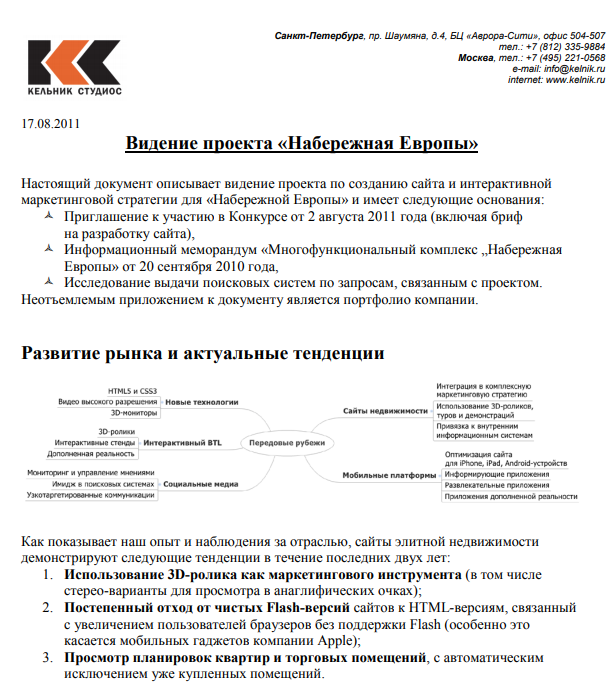 КЕЛЬНИК СТУДИОС
Санкт-Петербург, пр. Шаумяна, д.4, БЦ «Аврора-Сити», офис 504-507
тел.: +7 (812) 335-9884
Москва, тел.: +7 (495) 221-0568
e-mail: info@kelnik.ru
internet: www.kelnik.ru
17.08.2011
Видение проекта «Набережная Европы»
Настоящий документ описывает видение проекта по созданию сайта и интерактивной
маркетинговой стратегии для «Набережной Европы» и имеет следующие основания:
Приглашение к участию в Конкурсе от 2 августа 2011 года (включая бриф
на разработку сайта),
Информационный меморандум «Многофункциональный комплекс „Набережная
Европы» от 20 сентября 2010 года,
Исследование выдачи поисковых систем по запросам, связанным с проектом.
Неотъемлемым приложением к документу является портфолио компании.
Развитие рынка и актуальные тенденции
HTML5 и CSS3
Видео высокого разрешения
3D-мониторы
Новые технологии
3D-ролики
Интерактивные стенды
Дополненная реальность
Интерактивный BTL
Мониторинг и управление мнениями
Имидж в поисковых системах
Узкотаргетированные коммуникации
Социальные медиа
Передовые рубежи
Сайты недвижимости
Интеграция в комплексную
маркетинговую стратегию
Использование 3D-роликов,
туров и демонстраций
Привязка к внутренним
информационным системам
Мобильные платформы
Оптимизация сайта
для iPhone, iPad, Android-устройств
Информирующие приложения
Развлекательные приложения
Приложения дополненной реальности
Как показывает наш опыт и наблюдения за отраслью, сайты элитной недвижимости
демонстрируют следующие тенденции в течение последних двух лет:
1. Использование 3D-ролика как маркетингового инструмента (в том числе
стерео-варианты для просмотра в анаглифических очках);
2. Постепенный отход от чистых Flash-версий сайтов к HTML-версиям, связанный
с увеличением пользователей браузеров без поддержки Flash (особенно это
касается мобильных гаджетов компании Apple);
3. Просмотр планировок квартир и торговых помещений, с автоматическим
исключением уже купленных помещений.